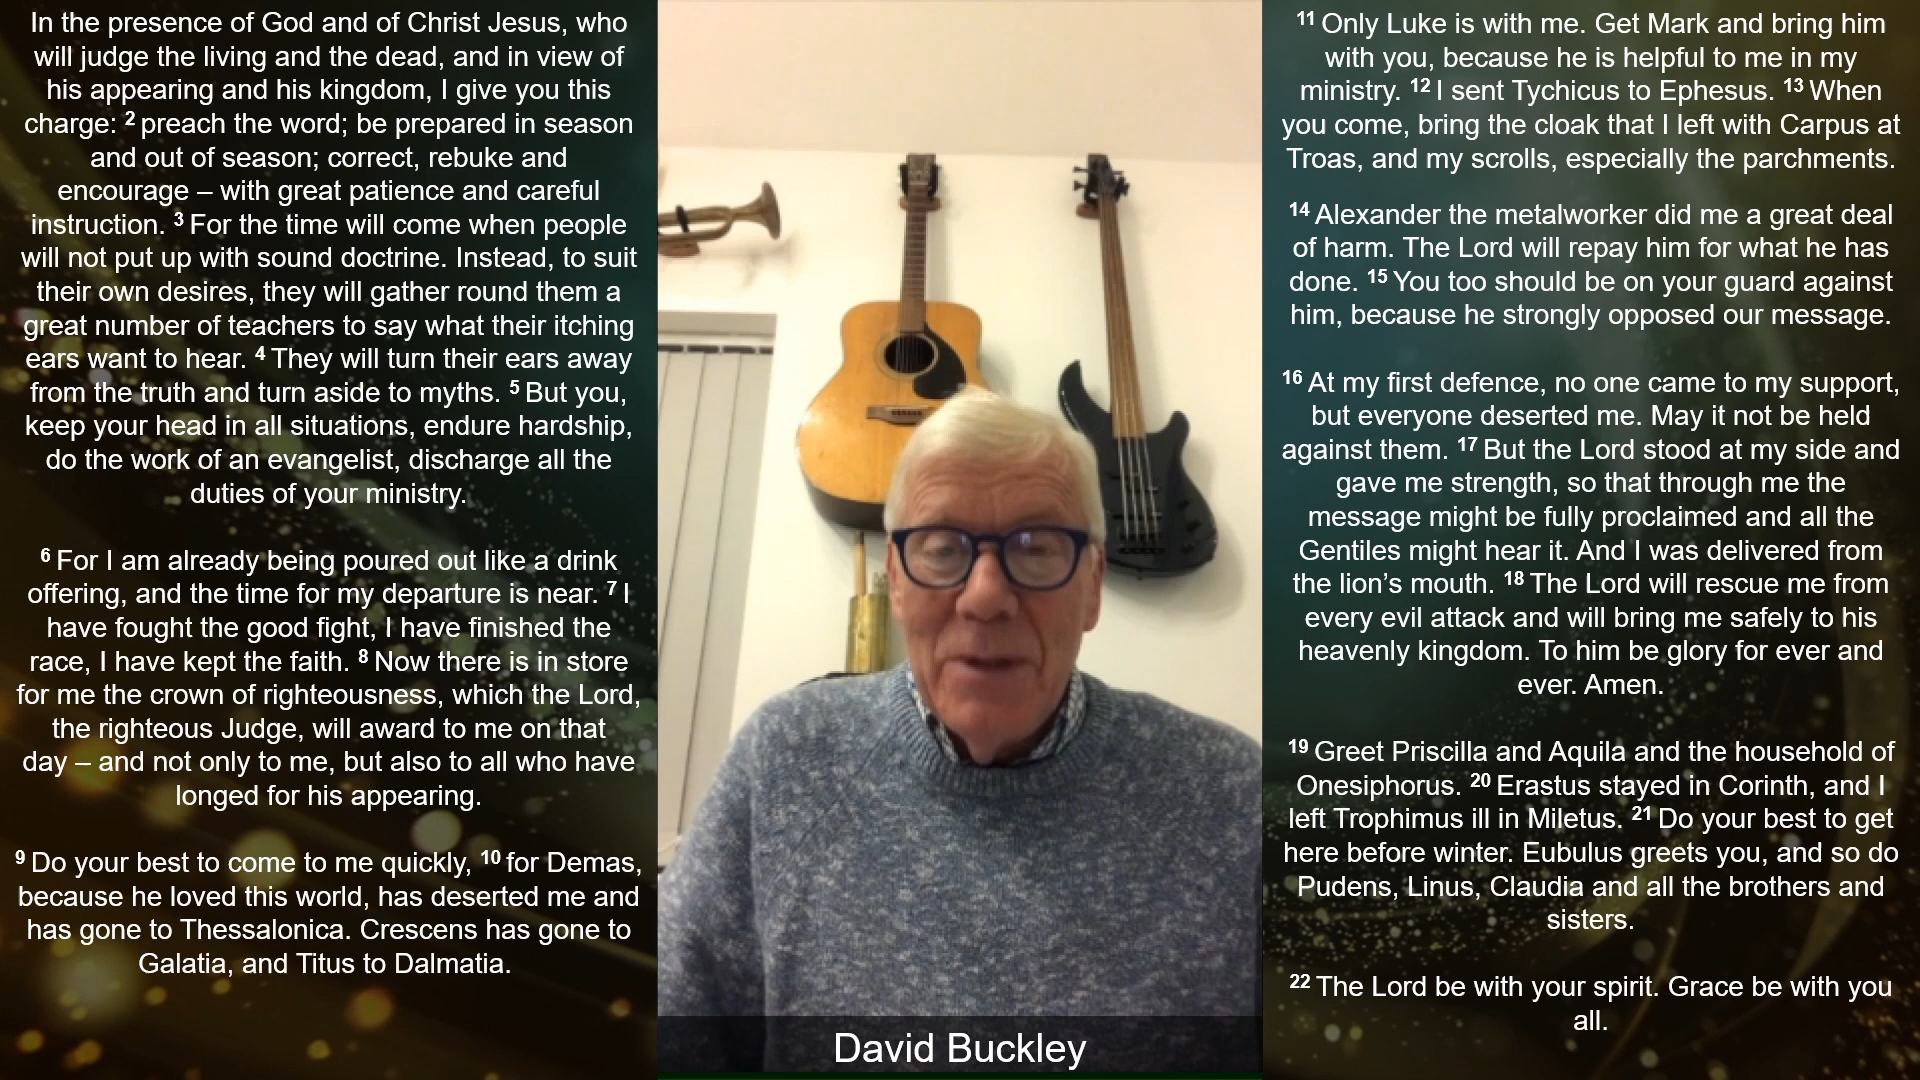 In the presence of God and of Christ Jesus, who
will judge the living and the dead, and in view of
his appearing and his kingdom, I give you this
charge: 2 preach the word; be prepared in season
and out of season; correct, rebuke and
encourage – with great patience and careful
instruction. 3 For the time will come when people
will not put up with sound doctrine. Instead, to suit
their own desires, they will gather round them a
great number of teachers to say what their itching
ears want to hear. 4 They will turn their ears away
from the truth and turn aside to myths. 5 But you,
keep your head in all situations, endure hardship,
do the work of an evangelist, discharge all the
duties of your ministry.
6 For I am already being poured out like a drink
offering, and the time for my departure is near. 7 I
have fought the good fight, I have finished the
race, I have kept the faith. 8 Now there is in store
for me the crown of righteousness, which the Lord,
the righteous Judge, will award to me on that
day – and not only to me, but also to all who have
longed for his appearing.
9 Do your best to come to me quickly, 10 for Demas,
because he loved this world, has deserted me and
has gone to Thessalonica. Crescens has gone to
Galatia, and Titus to Dalmatia.
11 Only Luke is with me. Get Mark and bring him
with you, because he is helpful to me in my
ministry. 12 I sent Tychicus to Ephesus. 13 When
you come, bring the cloak that I left with Carpus at
Troas, and my scrolls, especially the parchments.
14 Alexander the metalworker did me a great deal
of harm. The Lord will repay him for what he has
done. 15 You too should be on your guard against
him, because he strongly opposed our message.
16 At my first defence, no one came to my support,
but everyone deserted me. May it not be held
against them. 17 But the Lord stood at my side and
gave me strength, so that through me the
message might be fully proclaimed and all the
Gentiles might hear it. And I was delivered from
the lion’s mouth. 18 The Lord will rescue me from
every evil attack and will bring me safely to his
heavenly kingdom. To him be glory for ever and
ever. Amen.
19 Greet Priscilla and Aquila and the household of
Onesiphorus. 20 Erastus stayed in Corinth, and I
left Trophimus ill in Miletus. 21 Do your best to get
here before winter. Eubulus greets you, and so do
Pudens, Linus, Claudia and all the brothers and
sisters.
22 The Lord be with your spirit. Grace be with you
all.
David Buckley